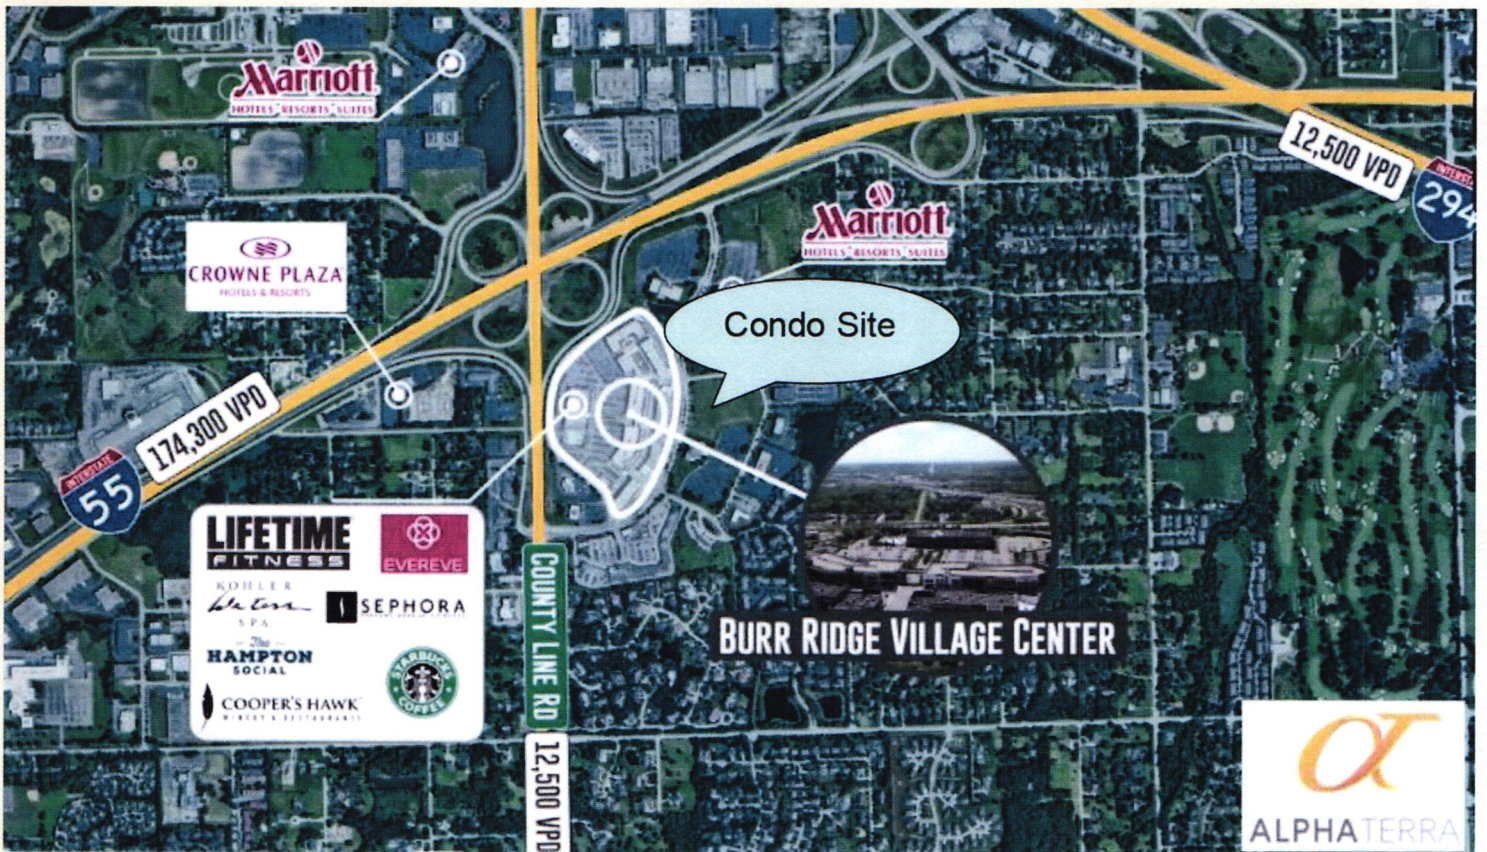 Marriott
HOTELS RESORTS SUITES
12,500 VPD
INTERSTATE
294
Marriott
HOTELS RESORTS SUITES
CROWNE PLAZA
HOTELS & RESORTS
Condo Site
174,300 VPD
INTERSTATE
55
LIFETIME
FITNESS
EVEREVE
KOHLER
Waters
SPA
SEPHORA
The
HAMPTON
SOCIAL
STARBUCKS
COFFEE
COOPER'S HAWK
WINERY & RESTAURANTS
COUNTY LINE RD
12,500 VPD
BURR RIDGE VILLAGE CENTER
ALPHATERRA